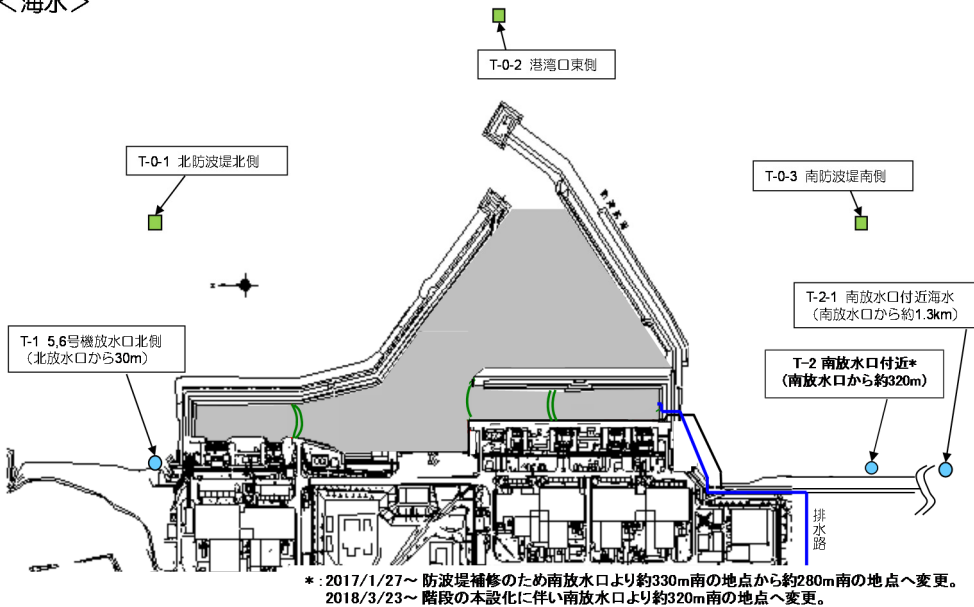 ＜海水＞
T-0-2 港湾口東側
T-0-1 北防波堤北側
T-0-3 南防波堤南側
T-2-1 南放水口付近海水
（南放水口から約1.3km）
T-1 5,6号機放水口北側
（北放水口から30m）
T-2 南放水口付近*
（南放水口から約320m）
排水路
*：2017/1/27～ 防波堤補修のため南放水口より約330m南の地点から約280m南の地点へ変更。
2018/3/23～ 階段の本設化に伴い南放水口より約320m南の地点へ変更。